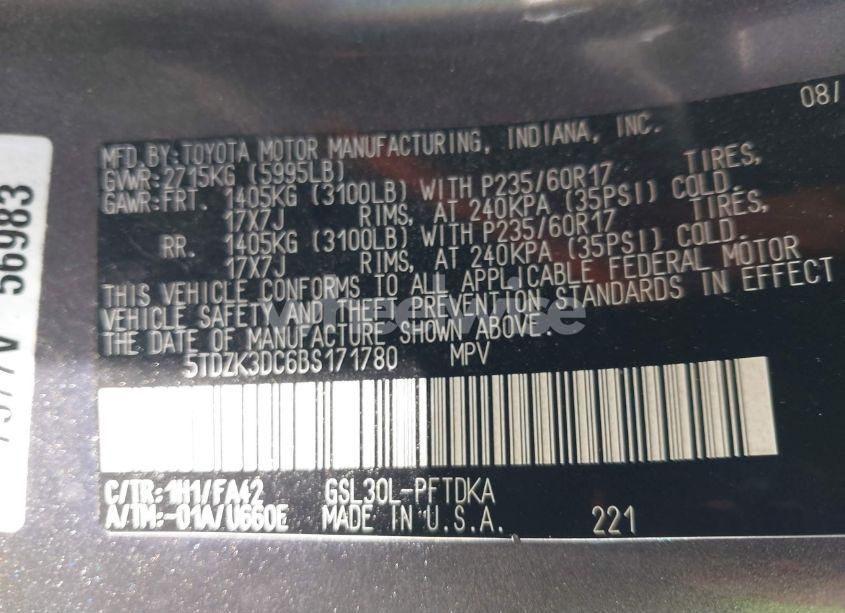 08/
MFD.BY:TOYOTA MOTOR MANUFACTURING, INDIANA, INC.
GVWR:2715KG (5995LB)
GAWR:FRT. 1405KG (3100LB) WITH P235/60R17 TIRES,
17X7J RIMS, AT 240KPA (35PSI) COLD.
RR. 1405KG (3100LB) WITH P235/60R17 TIRES,
17X7J RIMS, AT 240KPA (35PSI) COLD.
THIS VEHICLE CONFORMS TO ALL APPLICABLE FEDERAL MOTOR
VEHICLE SAFETY AND THEFT PREVENTION STANDARDS IN EFFECT
THE DATE OF MANUFACTURE SHOWN ABOVE.
5TDZK3DC6BS171780 MPV
C/TR:1H1/FA42 GSL30L-PFTDKA
A/TM:-01A/U660E MADE IN U.S.A. 221
56983
wheelwise